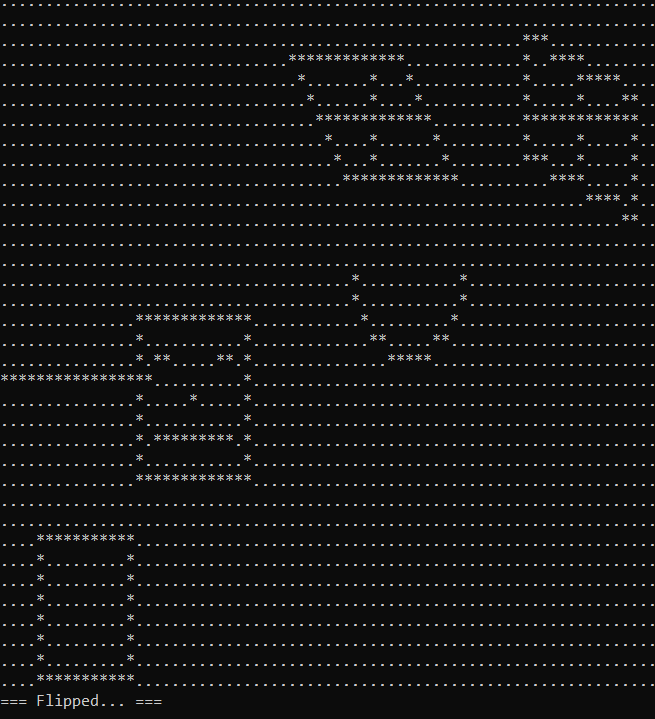 === Flipped... ===